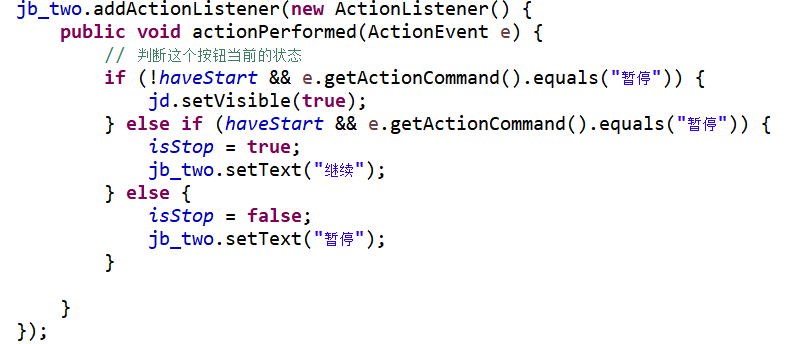 jb_two.addActionListener(new ActionListener() {
    public void actionPerformed(ActionEvent e) {
        // 判断这个按钮当前的状态
        if (!haveStart && e.getActionCommand().equals("暂停")) {
            jd.setVisible(true);
        } else if (haveStart && e.getActionCommand().equals("暂停")) {
            isStop = true;
            jb_two.setText("继续");
        } else {
            isStop = false;
            jb_two.setText("暂停");
        }
    }
});